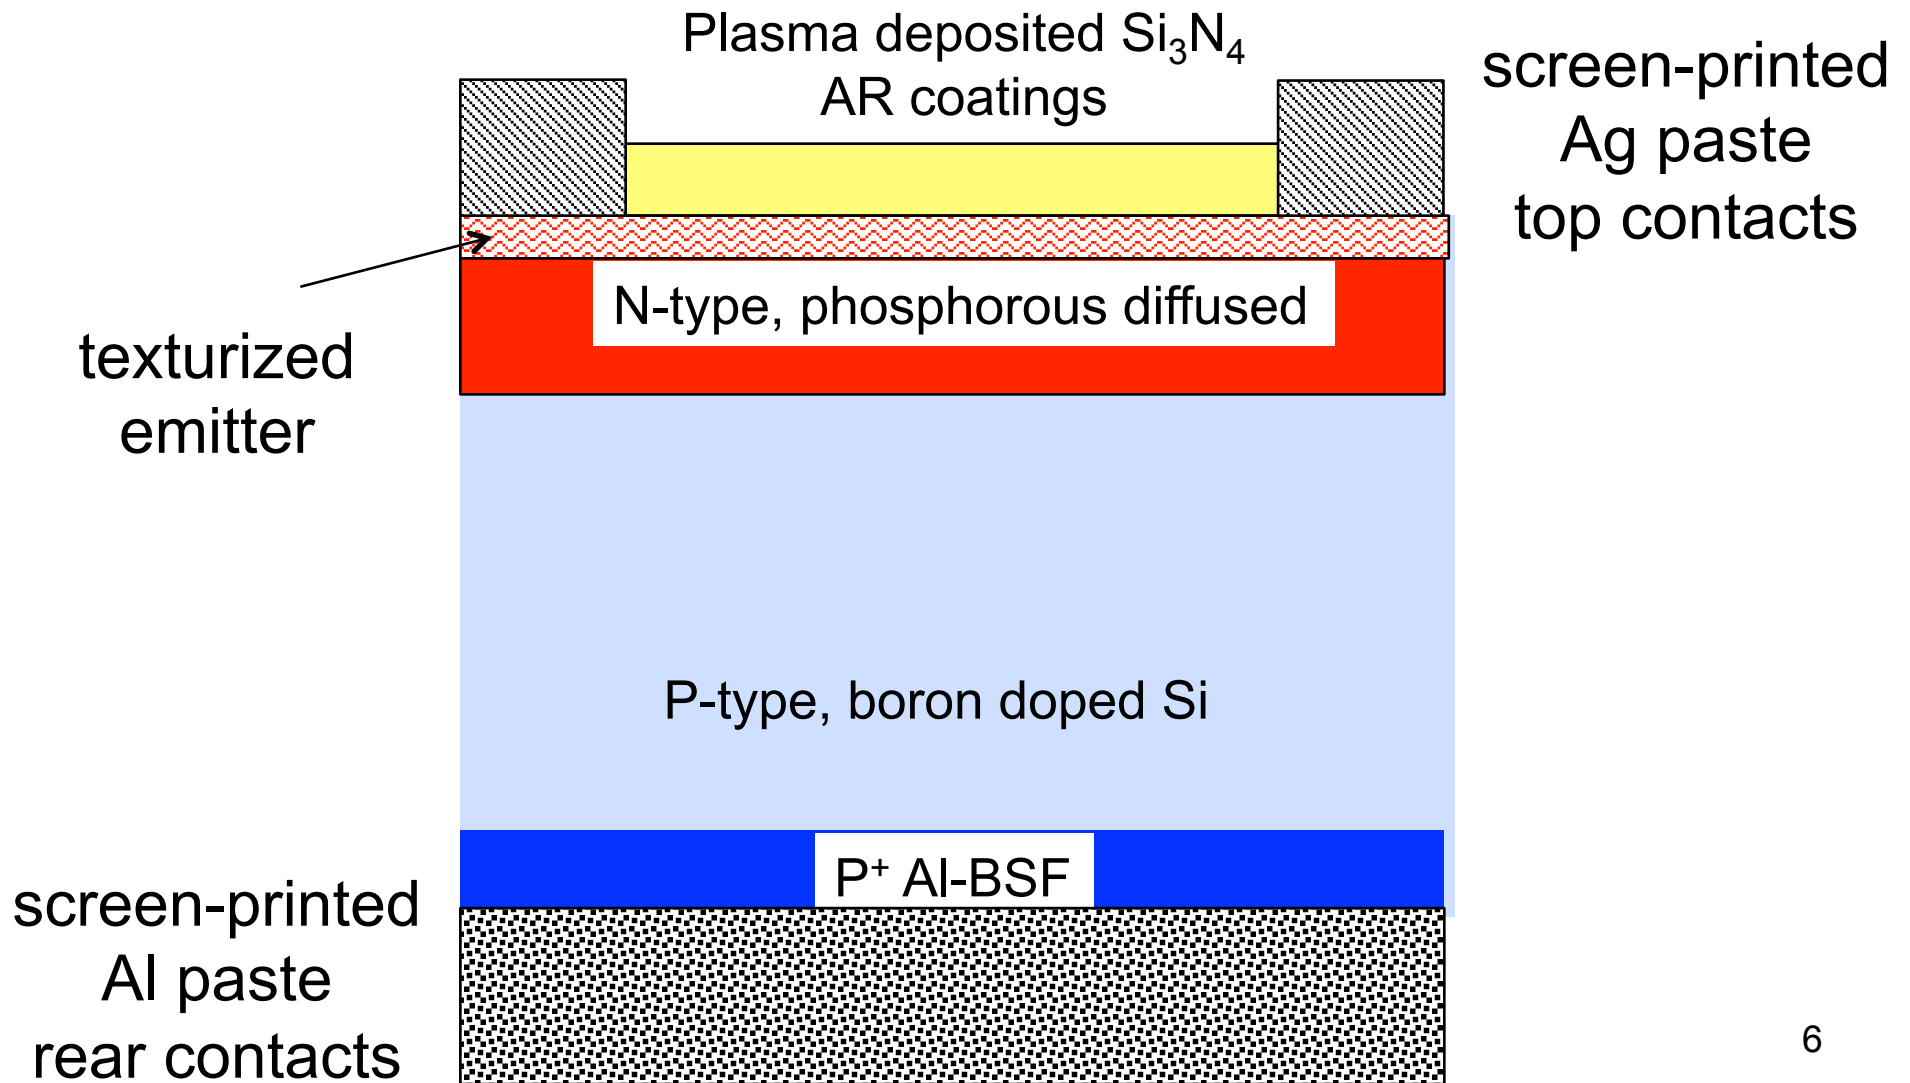 Plasma deposited Si₃N₄
AR coatings
screen-printed
Ag paste
top contacts
N-type, phosphorous diffused
texturized
emitter
P-type, boron doped Si
P⁺ Al-BSF
screen-printed
Al paste
rear contacts
6